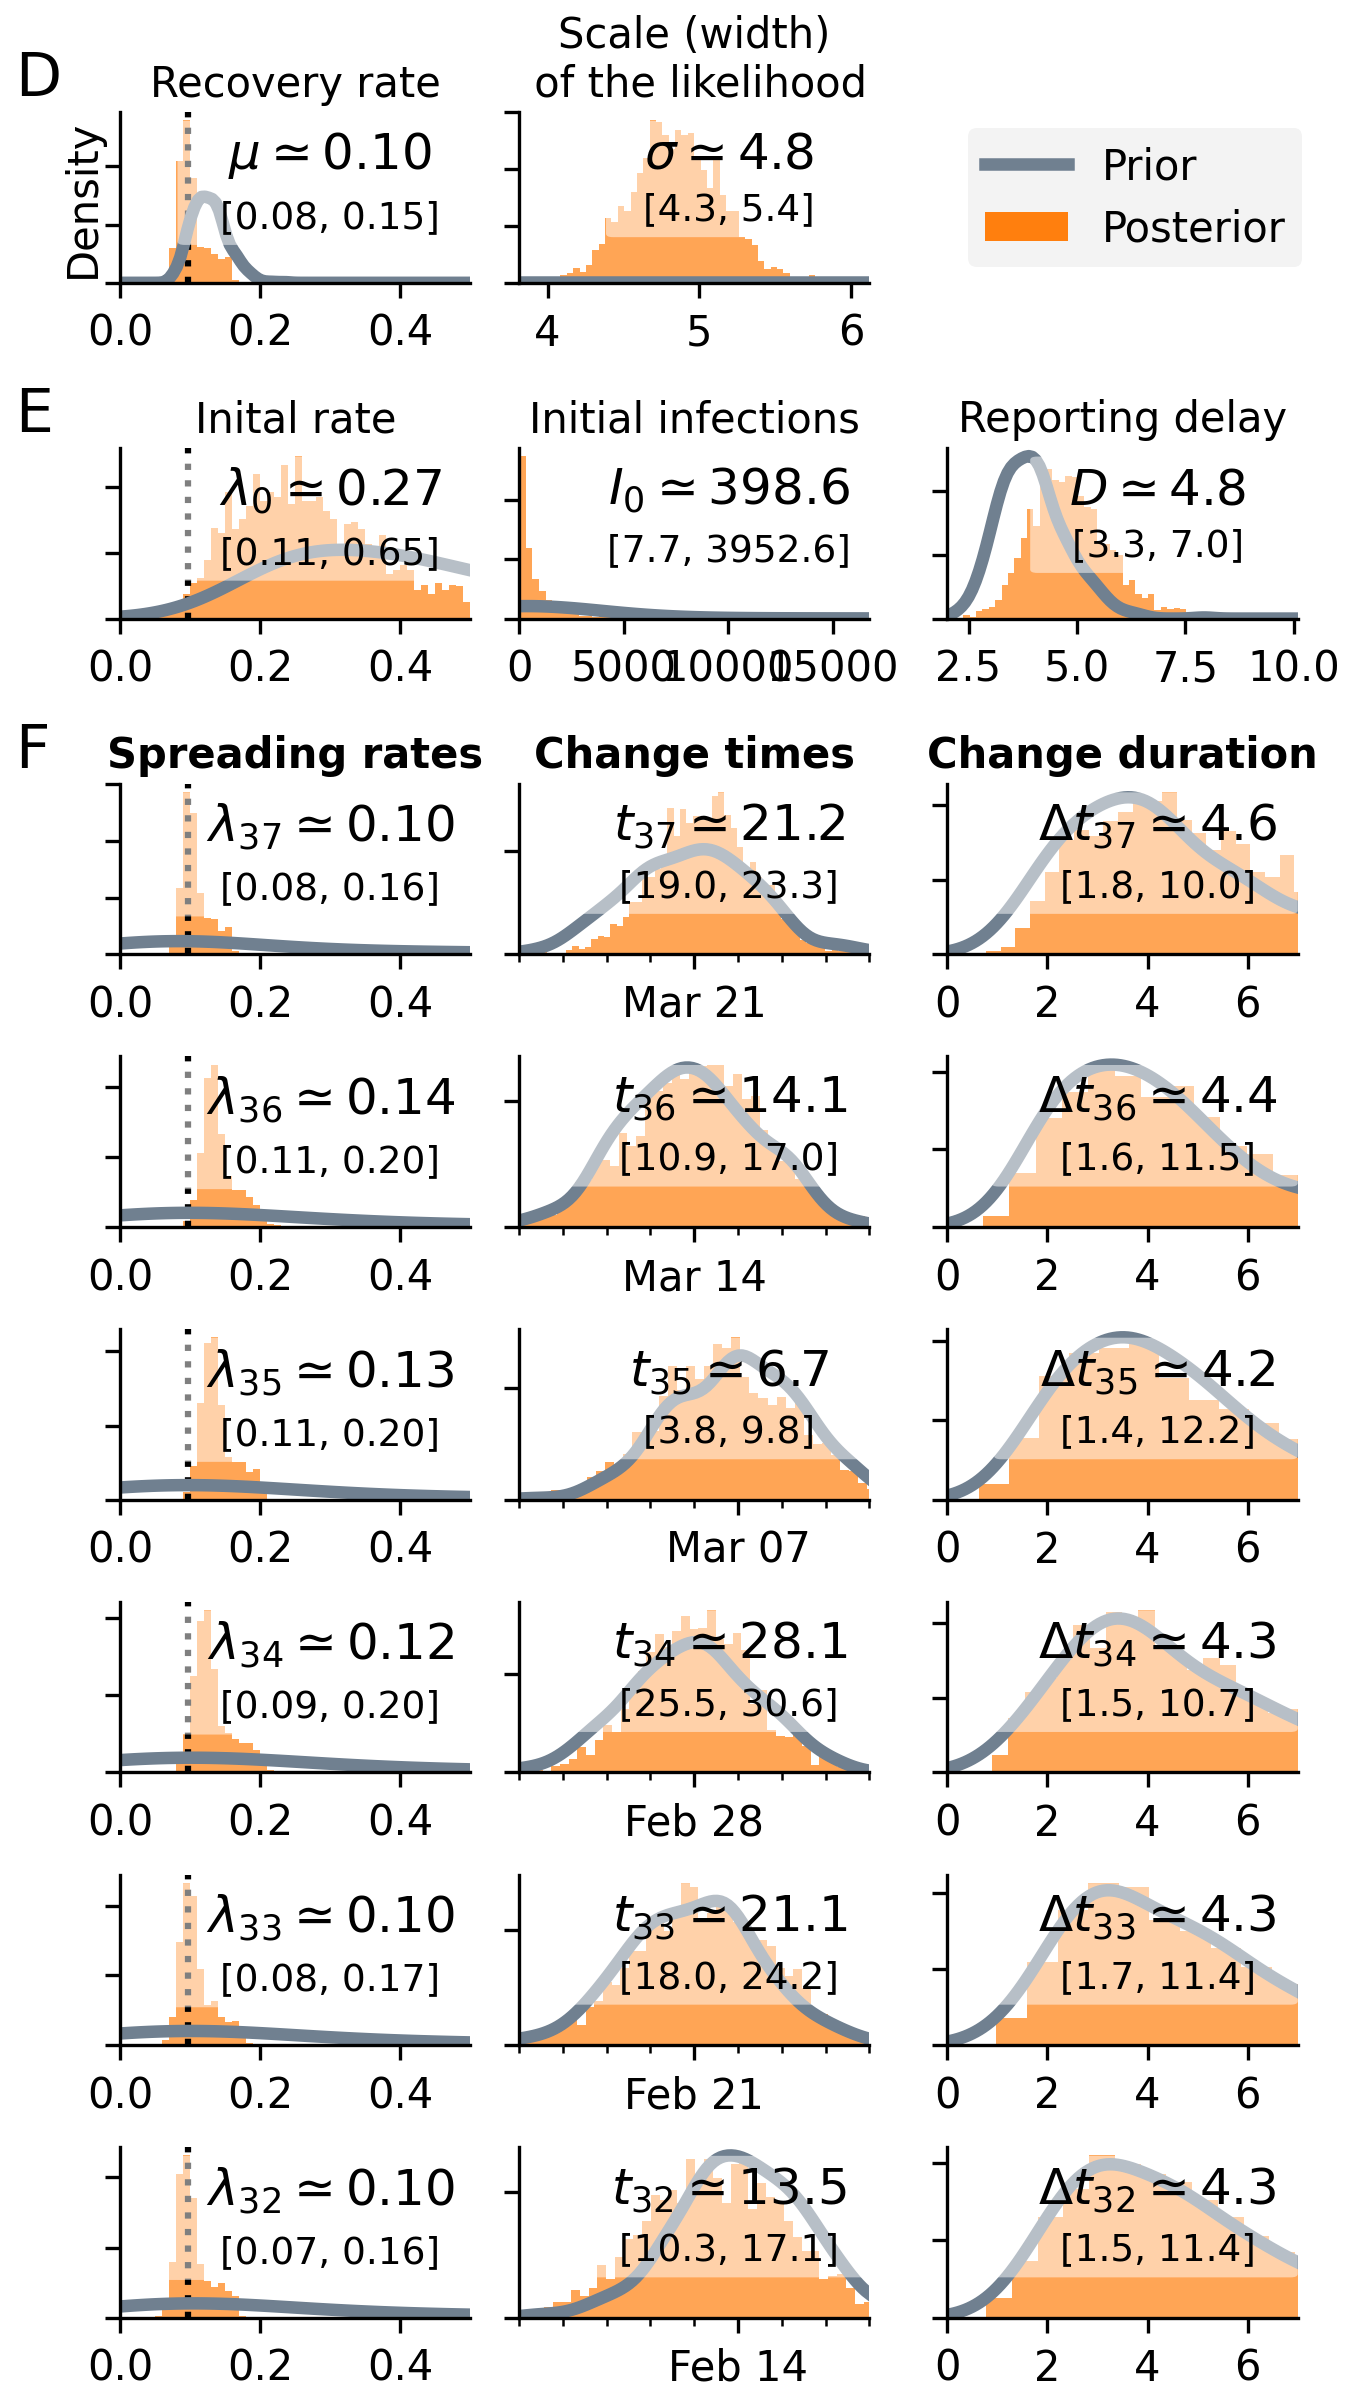 D
Recovery rate
Scale (width)
of the likelihood
Density
μ ≃ 0.10
[0.08, 0.15]
0.0 0.2 0.4
σ ≃ 4.8
[4.3, 5.4]
4 5 6
Prior
Posterior
E
Inital rate
λ0 ≃ 0.27
[0.11, 0.65]
0.0 0.2 0.4
Initial infections
I0 ≃ 398.6
[7.7, 3952.6]
0 5000 10000 15000
Reporting delay
D ≃ 4.8
[3.3, 7.0]
2.5 5.0 7.5 10.0
F
Spreading rates Change times Change duration
λ37 ≃ 0.10
[0.08, 0.16]
0.0 0.2 0.4
t37 ≃ 21.2
[19.0, 23.3]
Mar 21
Δt37 ≃ 4.6
[1.8, 10.0]
0 2 4 6
λ36 ≃ 0.14
[0.11, 0.20]
0.0 0.2 0.4
t36 ≃ 14.1
[10.9, 17.0]
Mar 14
Δt36 ≃ 4.4
[1.6, 11.5]
0 2 4 6
λ35 ≃ 0.13
[0.11, 0.20]
0.0 0.2 0.4
t35 ≃ 6.7
[3.8, 9.8]
Mar 07
Δt35 ≃ 4.2
[1.4, 12.2]
0 2 4 6
λ34 ≃ 0.12
[0.09, 0.20]
0.0 0.2 0.4
t34 ≃ 28.1
[25.5, 30.6]
Feb 28
Δt34 ≃ 4.3
[1.5, 10.7]
0 2 4 6
λ33 ≃ 0.10
[0.08, 0.17]
0.0 0.2 0.4
t33 ≃ 21.1
[18.0, 24.2]
Feb 21
Δt33 ≃ 4.3
[1.7, 11.4]
0 2 4 6
λ32 ≃ 0.10
[0.07, 0.16]
0.0 0.2 0.4
t32 ≃ 13.5
[10.3, 17.1]
Feb 14
Δt32 ≃ 4.3
[1.5, 11.4]
0 2 4 6